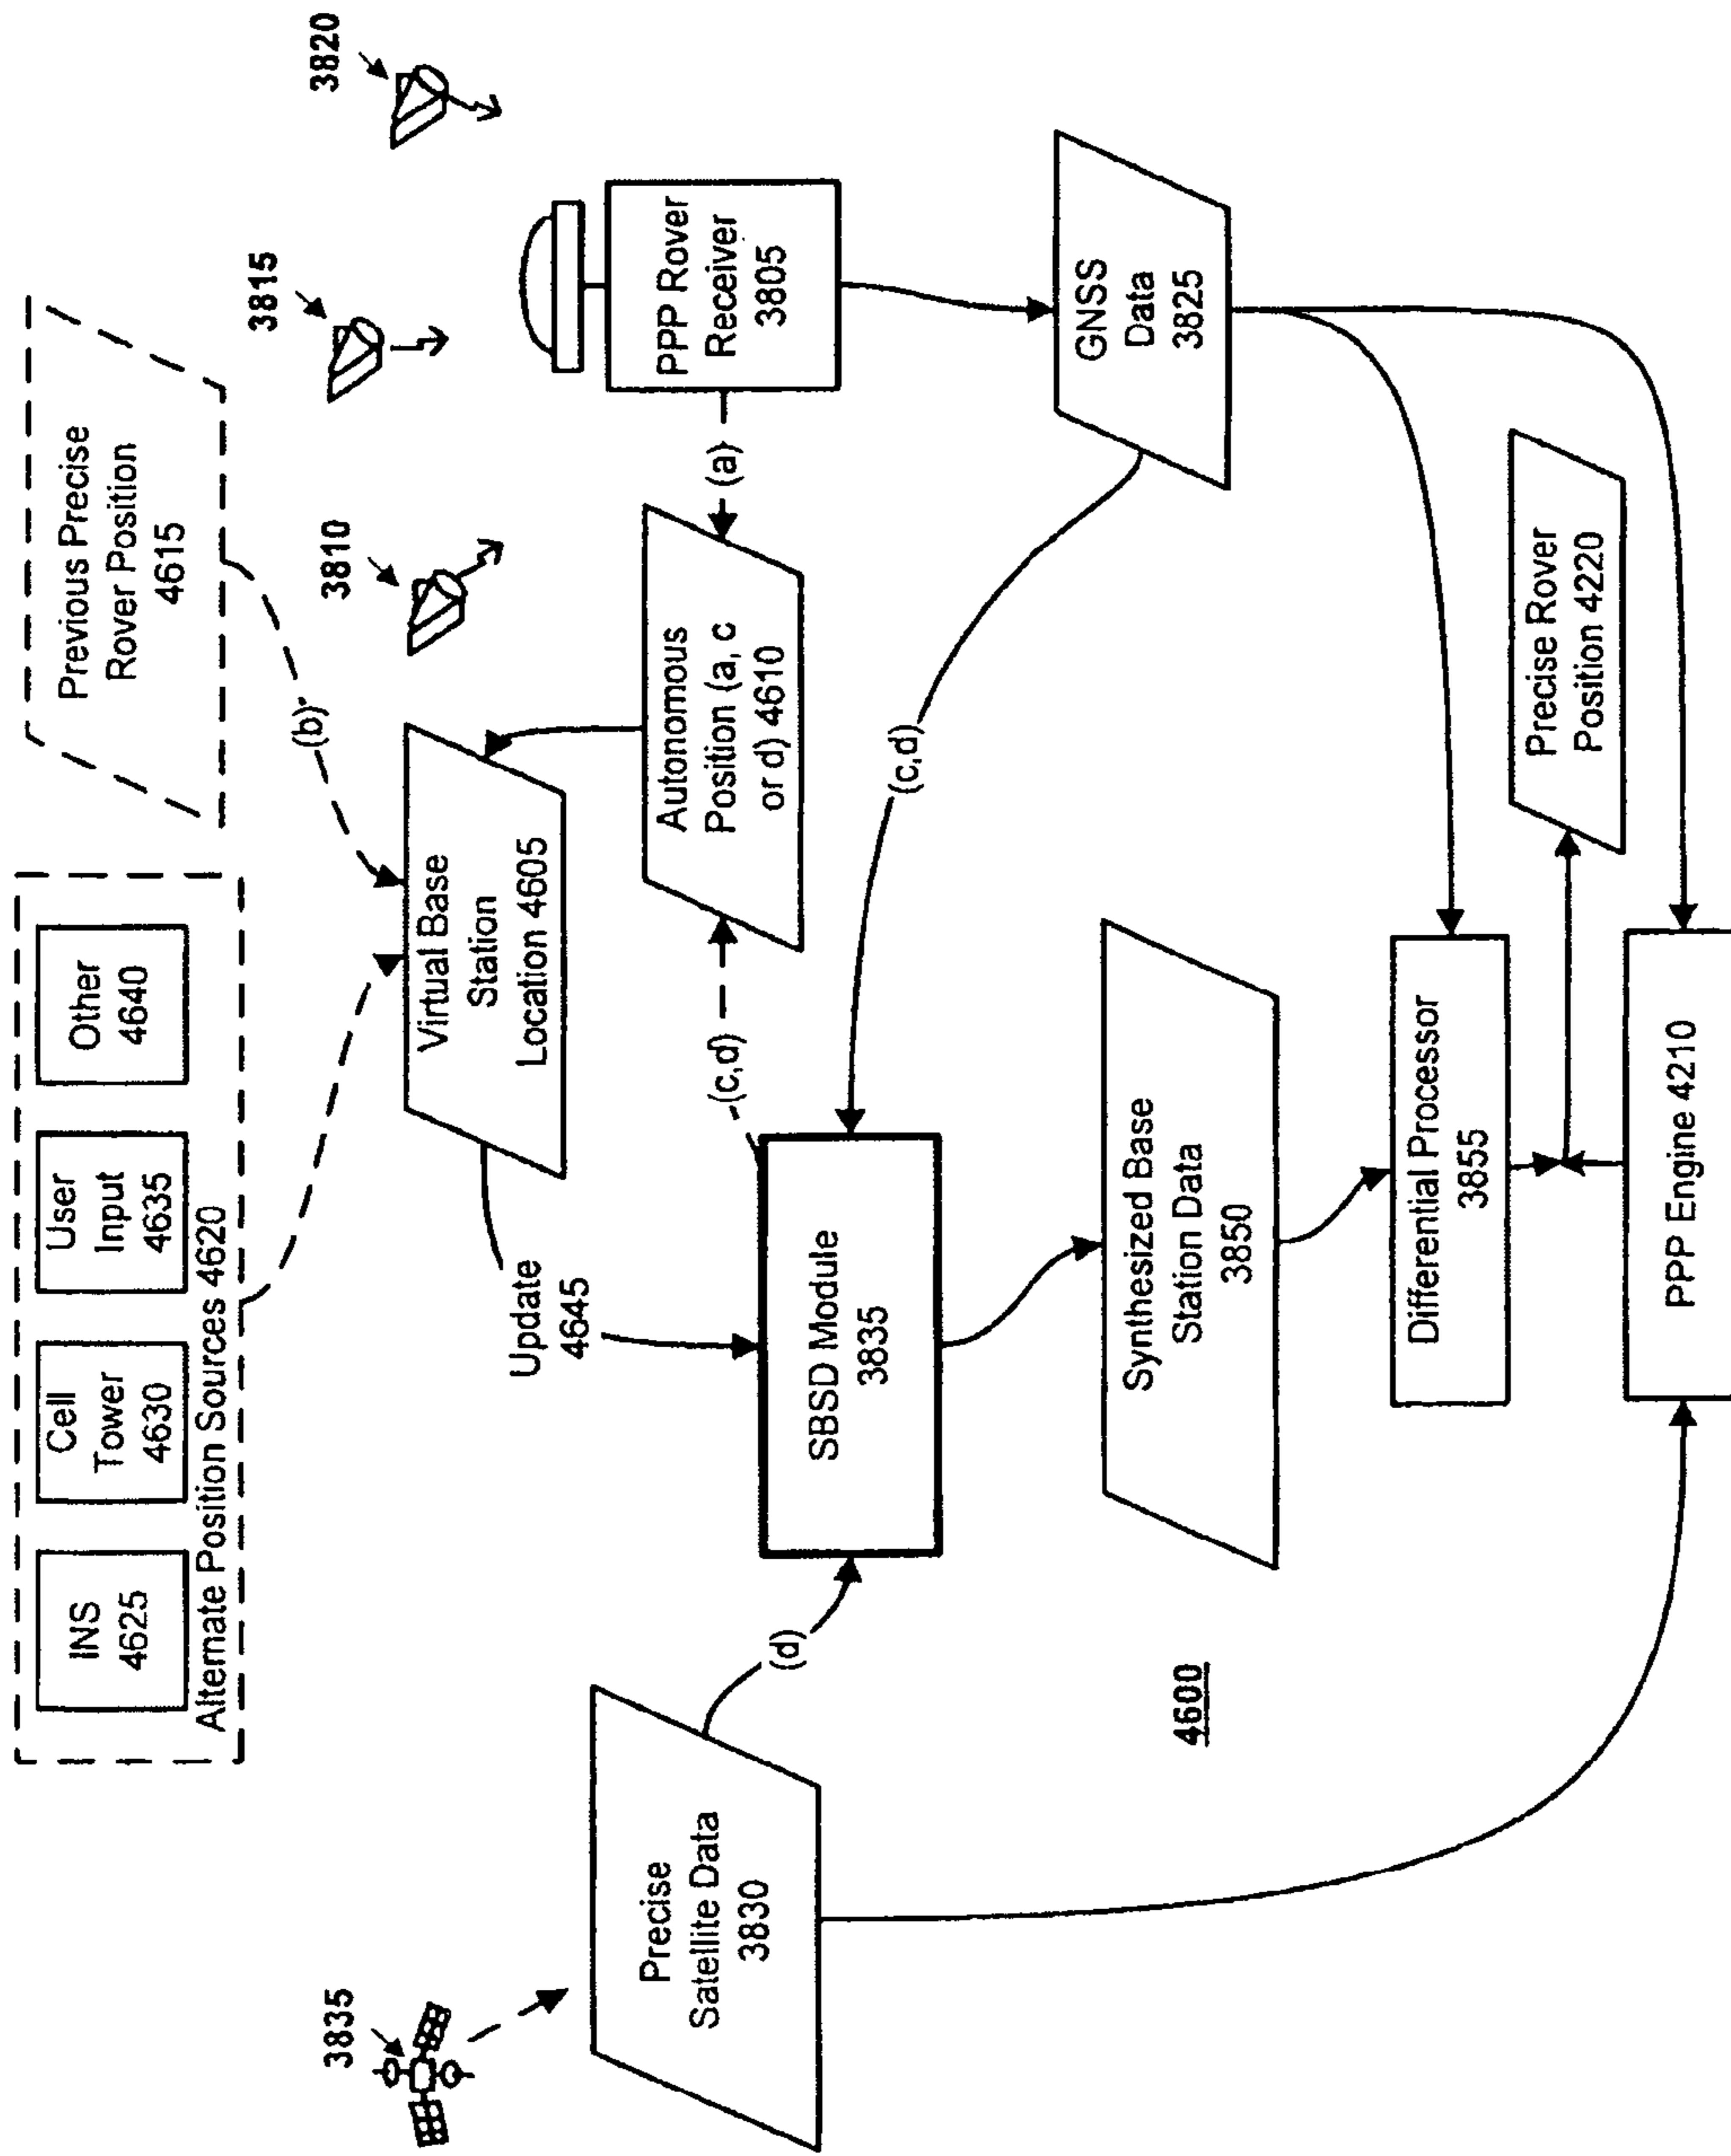 INS
4625
Cell
Tower
4630
User
Input
4635
Other
4640
Alternate Position Sources 4620
Previous Precise
Rover Position
4615
(b)
3835
3810
3815
3820
Virtual Base
Station
Location 4605
Update
4645
Autonomous
Position (a, c
or d) 4610
(a)
PPP Rover
Receiver
3805
(c,d)
(c,d)
Precise
Satellite Data
3830
(d)
SBSD Module
3835
GNSS
Data
3825
4600
Synthesized Base
Station Data
3850
Differential Processor
3855
Precise Rover
Position 4220
PPP Engine 4210